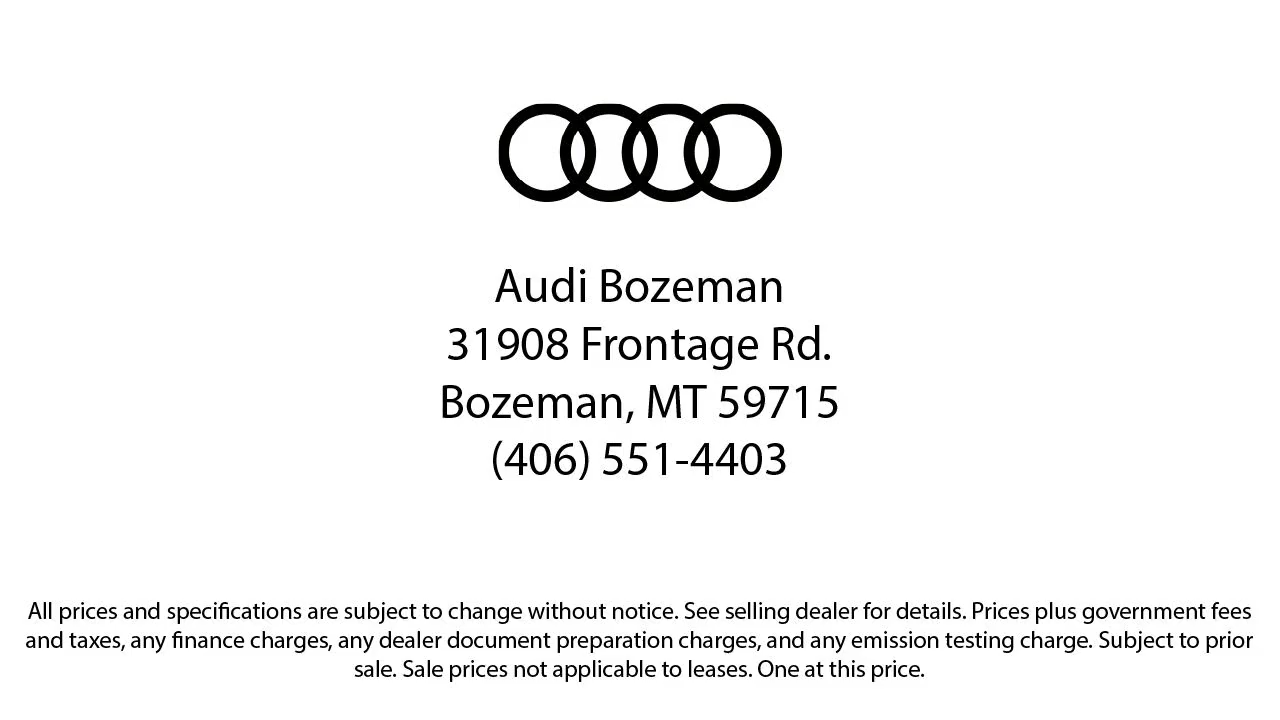 Audi Bozeman
31908 Frontage Rd.
Bozeman, MT 59715
(406) 551-4403
All prices and specifications are subject to change without notice. See selling dealer for details. Prices plus government fees
and taxes, any finance charges, any dealer document preparation charges, and any emission testing charge. Subject to prior
sale. Sale prices not applicable to leases. One at this price.